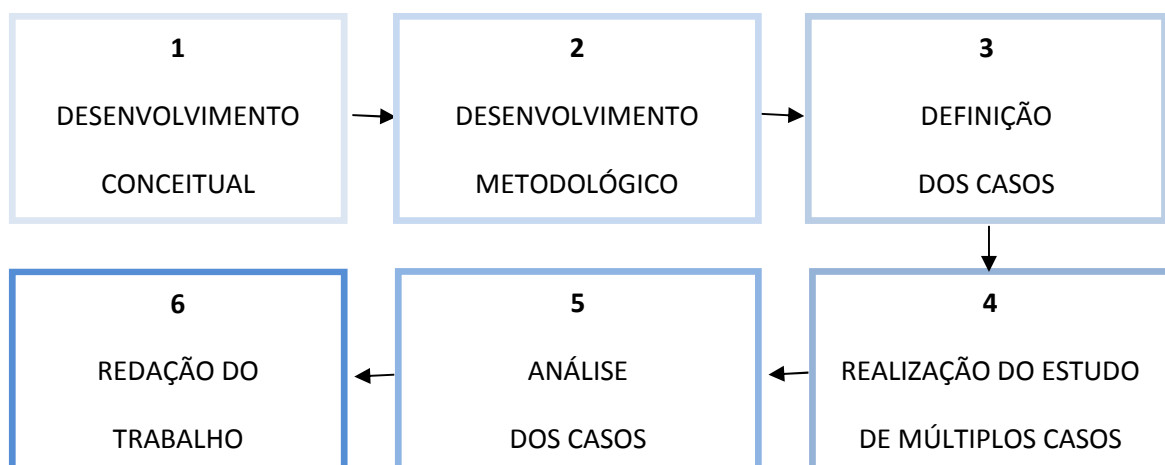 1
DESENVOLVIMENTO
CONCEITUAL
2
DESENVOLVIMENTO
METODOLÓGICO
3
DEFINIÇÃO
DOS CASOS
4
REALIZAÇÃO DO ESTUDO
DE MÚLTIPLOS CASOS
5
ANÁLISE
DOS CASOS
6
REDAÇÃO DO
TRABALHO